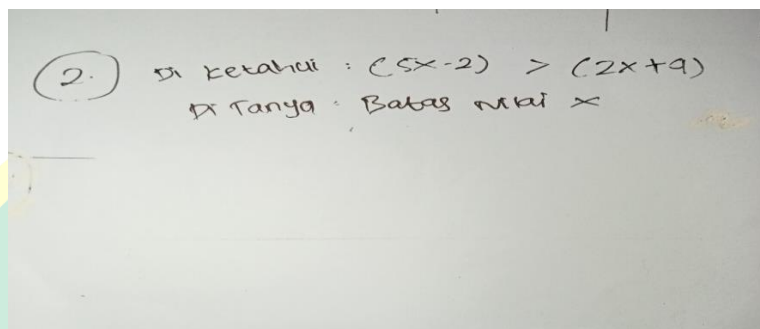 2. Di Ketahui : (5x-2) > (2x+9)
Di Tanya : Batas Nilai x